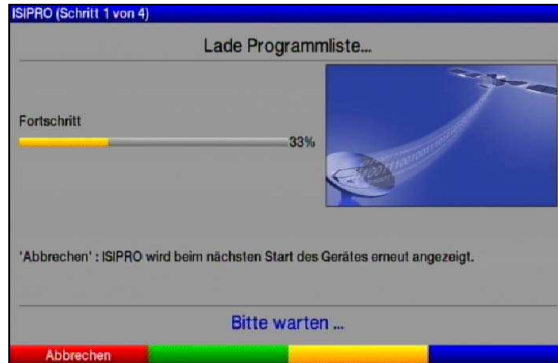 ISIPRO (Schritt 1 von 4)
Lade Programmliste...
Fortschritt
33%
'Abbrechen' : ISIPRO wird beim nächsten Start des Gerätes erneut angezeigt.
Bitte warten ...
Abbrechen